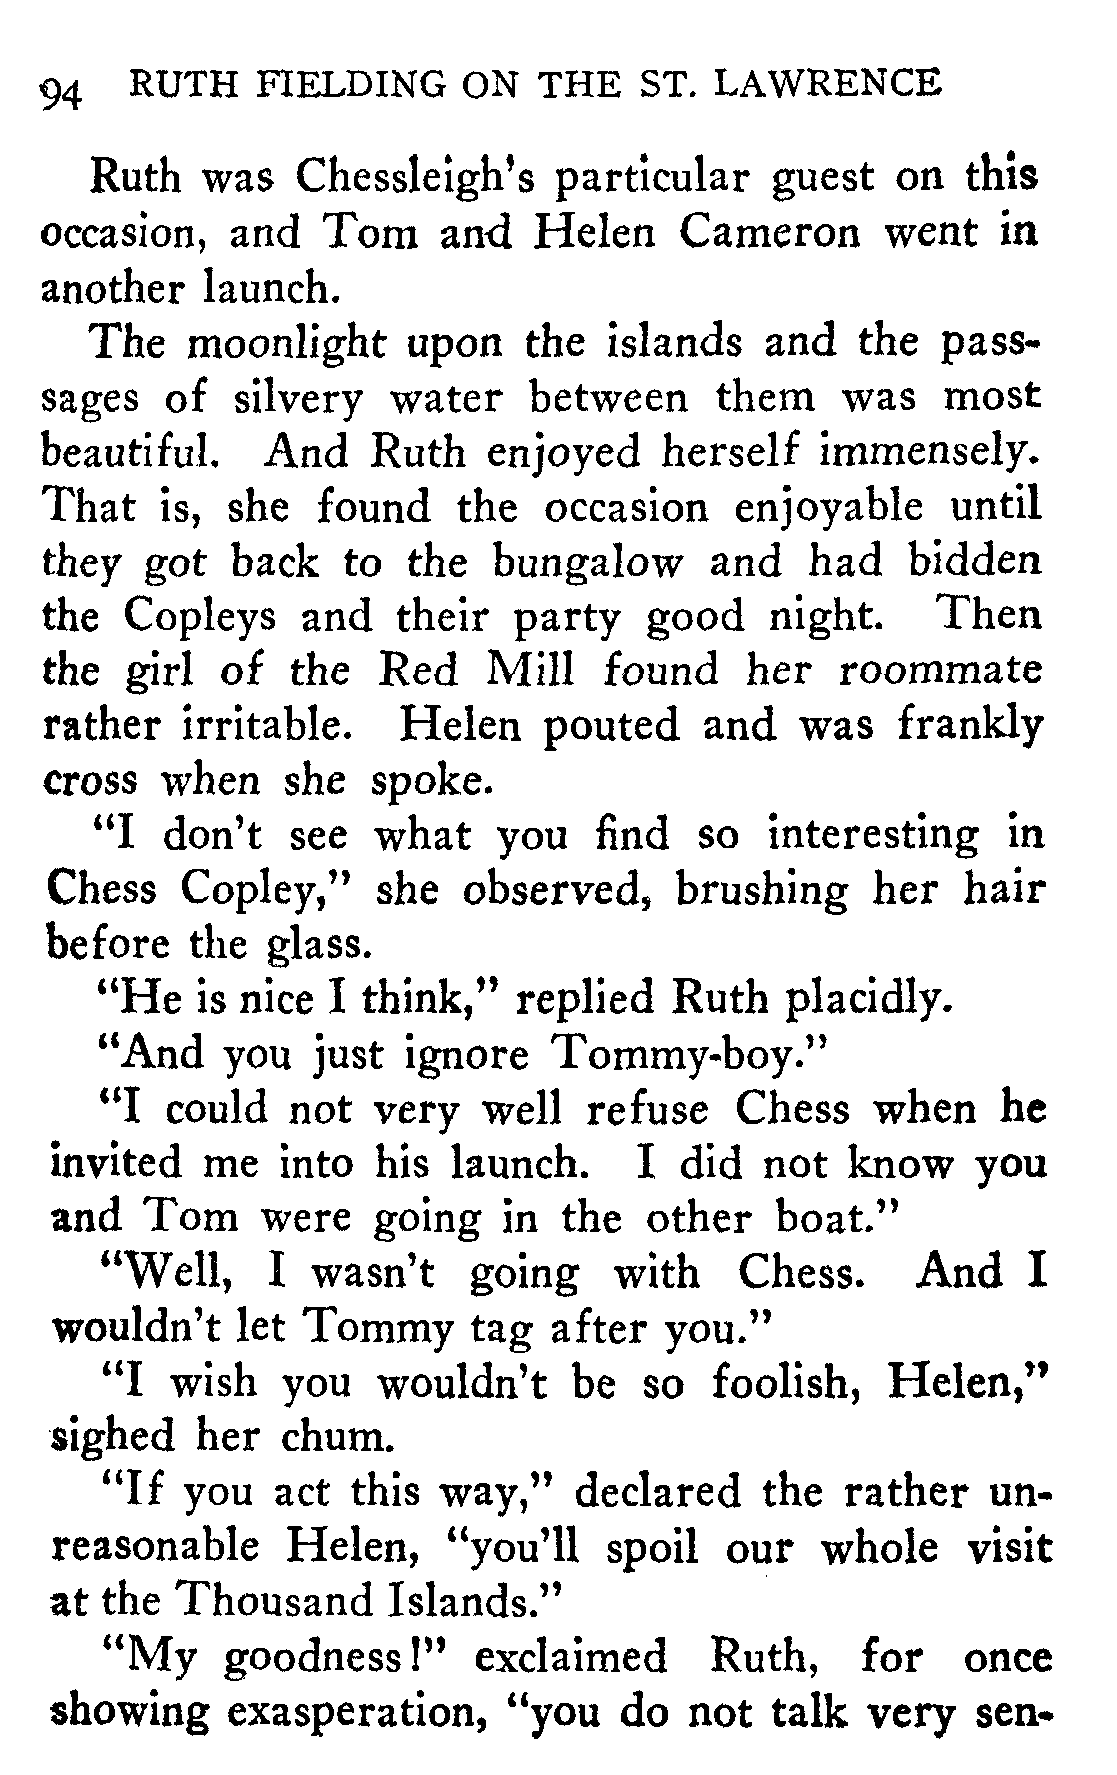 94 RUTH FIELDING ON THE ST. LAWRENCE
Ruth was Chessleigh's particular guest on this
occasion, and Tom and Helen Cameron went in
another launch.
The moonlight upon the islands and the pass-
sages of silvery water between them was most
beautiful. And Ruth enjoyed herself immensely.
That is, she found the occasion enjoyable until
they got back to the bungalow and had bidden
the Copleys and their party good night. Then
the girl of the Red Mill found her roommate
rather irritable. Helen pouted and was frankly
cross when she spoke.
"I don't see what you find so interesting in
Chess Copley," she observed, brushing her hair
before the glass.
"He is nice I think," replied Ruth placidly.
"And you just ignore Tommy-boy."
"I could not very well refuse Chess when he
invited me into his launch. I did not know you
and Tom were going in the other boat."
"Well, I wasn't going with Chess. And I
wouldn't let Tommy tag after you."
"I wish you wouldn't be so foolish, Helen,"
sighed her chum.
"If you act this way," declared the rather un-
reasonable Helen, "you'll spoil our whole visit
at the Thousand Islands."
"My goodness!" exclaimed Ruth, for once
showing exasperation, "you do not talk very sen-